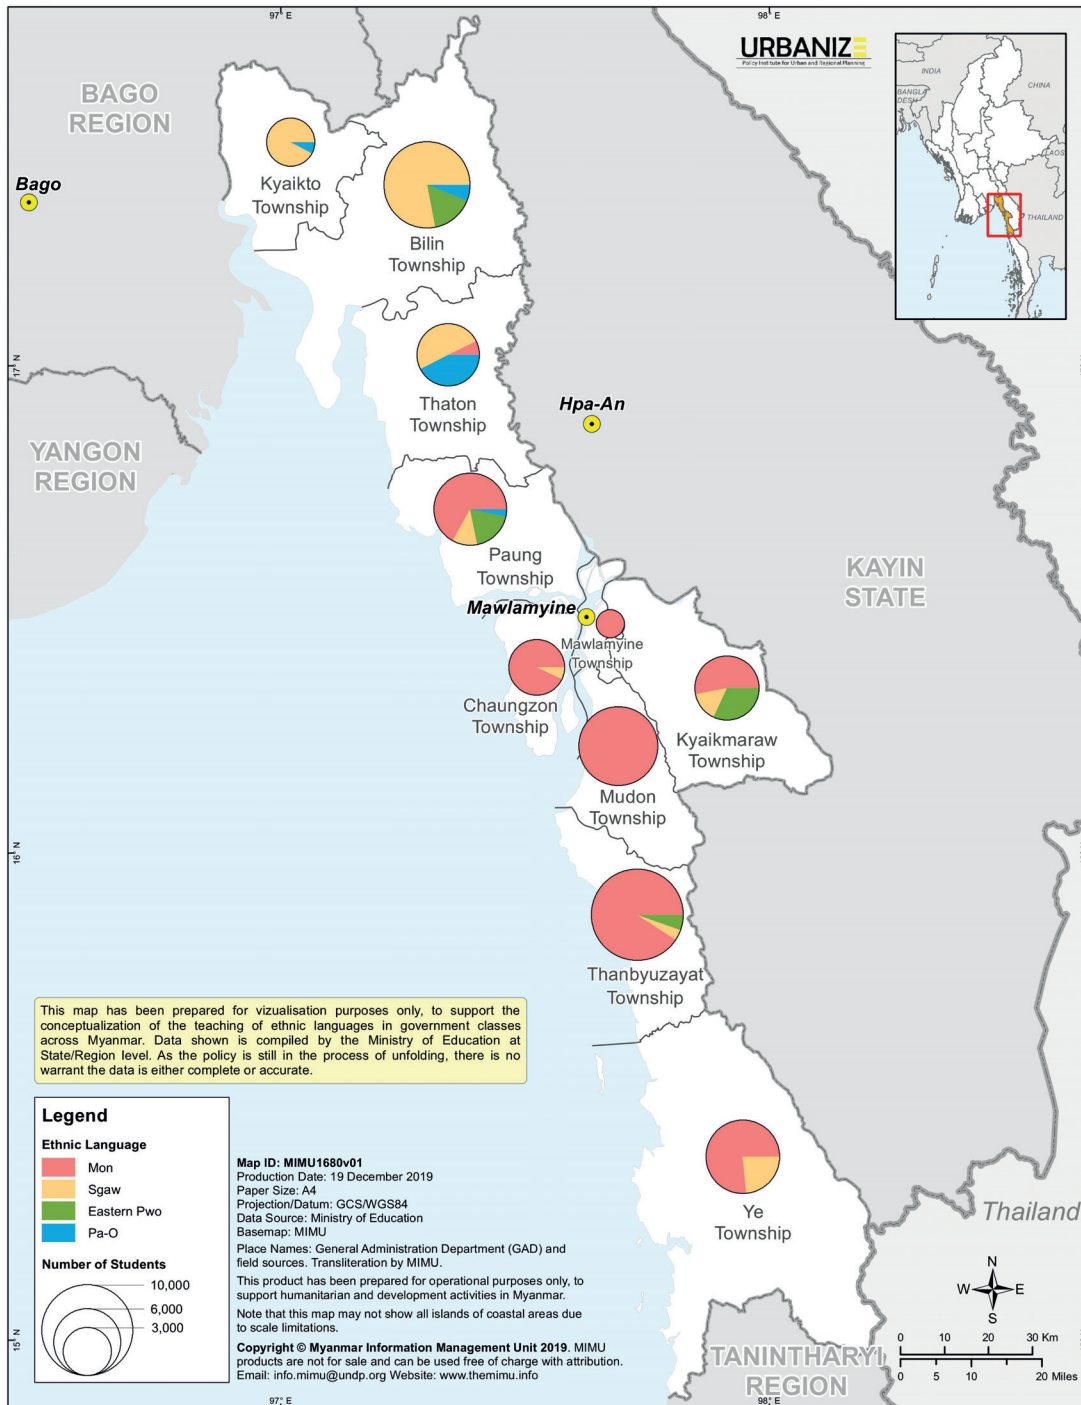 97° E
98° E
URBANIZE
Policy Institute for Urban and Regional Planning
INDIA
CHINA
BANGLA
DESH
LAOS
THAILAND
BAGO
REGION
Bago
Kyaikto
Township
Bilin
Township
17° N
Thaton
Township
Hpa-An
YANGON
REGION
Paung
Township
KAYIN
STATE
Mawlamyine
Mawlamyine
Township
Chaungzon
Township
Kyaikmaraw
Township
Mudon
Township
16° N
Thanbyuzayat
Township
This map has been prepared for vizualisation purposes only, to support the
conceptualization of the teaching of ethnic languages in government classes
across Myanmar. Data shown is compiled by the Ministry of Education at
State/Region level. As the policy is still in the process of unfolding, there is no
warrant the data is either complete or accurate.
Legend
Ethnic Language
Mon
Sgaw
Eastern Pwo
Pa-O
Number of Students
10,000
6,000
3,000
Map ID: MIMU1680v01
Production Date: 19 December 2019
Paper Size: A4
Projection/Datum: GCS/WGS84
Data Source: Ministry of Education
Basemap: MIMU
Place Names: General Administration Department (GAD) and
field sources. Transliteration by MIMU.
This product has been prepared for operational purposes only, to
support humanitarian and development activities in Myanmar.
Note that this map may not show all islands of coastal areas due
to scale limitations.
Copyright © Myanmar Information Management Unit 2019. MIMU
products are not for sale and can be used free of charge with attribution.
Email: info.mimu@undp.org Website: www.themimu.info
Ye
Township
Thailand
N
W E
S
0 10 20 30 Km
0 5 10 20 Miles
TANINTHARYI
REGION
15° N
97° E
98° E